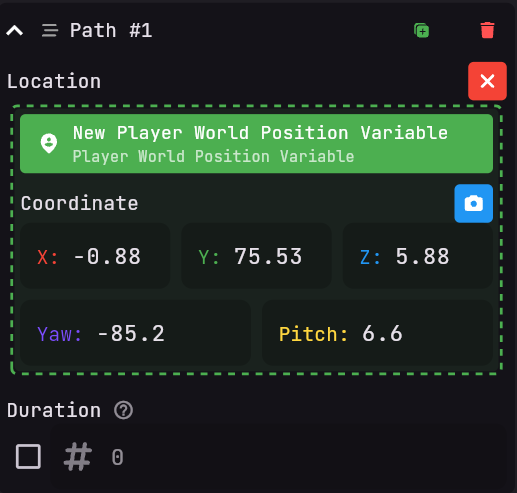 Path #1
Location
New Player World Position Variable
Player World Position Variable
Coordinate
X: -0.88 Y: 75.53 Z: 5.88
Yaw: -85.2 Pitch: 6.6
Duration ?
# 0